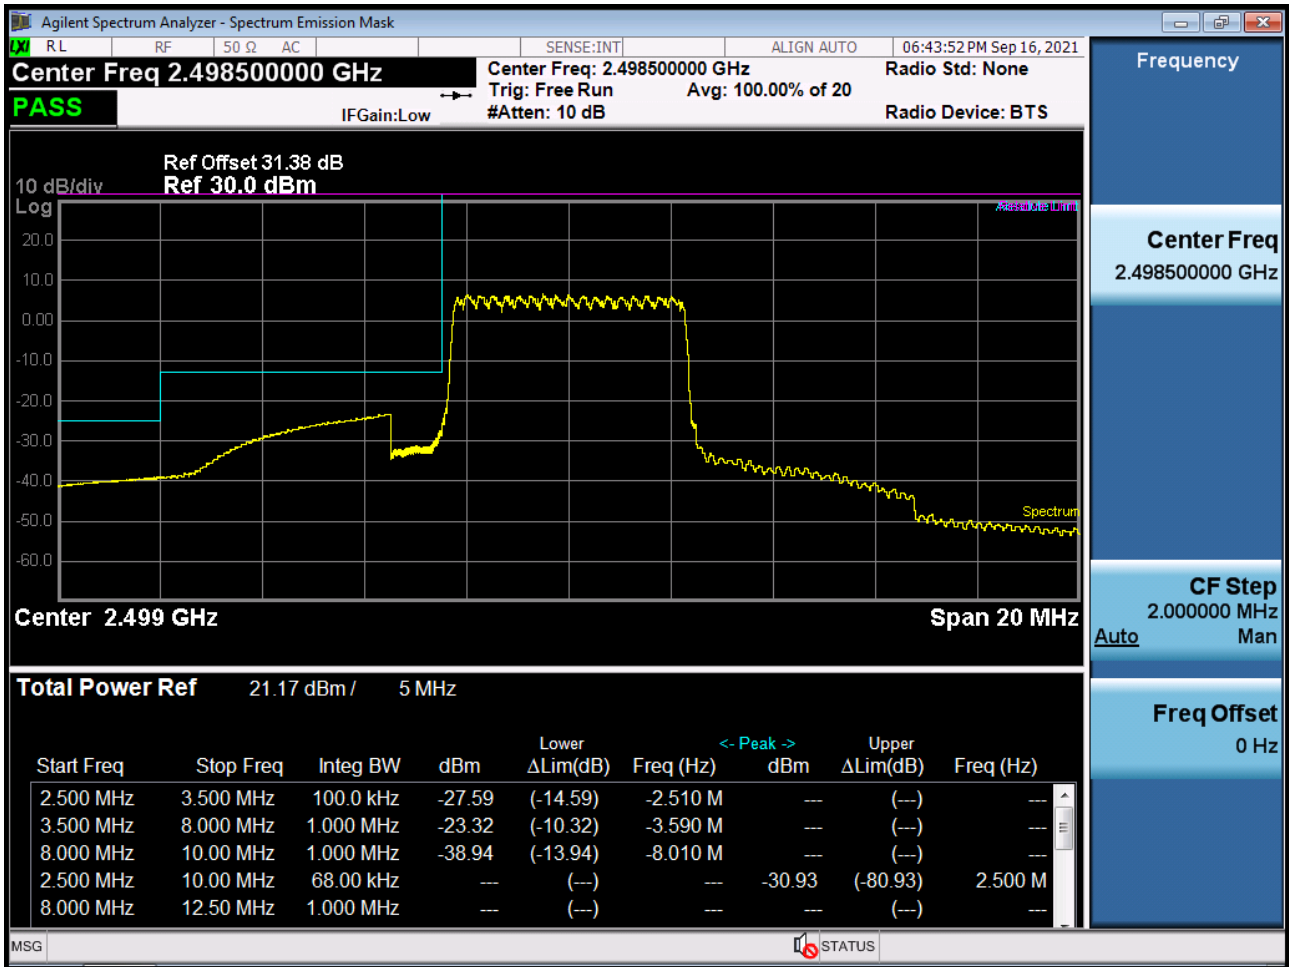 Agilent Spectrum Analyzer - Spectrum Emission Mask
LXI RL RF 50 Ω AC SENSE:INT ALIGN AUTO 06:43:52 PM Sep 16, 2021
Center Freq 2.498500000 GHz
Center Freq: 2.498500000 GHz
Radio Std: None
PASS
Trig: Free Run
Avg: 100.00% of 20
IFGain:Low
#Atten: 10 dB
Radio Device: BTS
Ref Offset 31.38 dB
10 dB/div
Ref 30.0 dBm
Log
Absolute Limit
20.0
10.0
0.00
-10.0
-20.0
-30.0
-40.0
-50.0
-60.0
Spectrum
Center 2.499 GHz
Span 20 MHz
Total Power Ref 21.17 dBm / 5 MHz
Lower <- Peak -> Upper
Start Freq Stop Freq Integ BW dBm ΔLim(dB) Freq (Hz) dBm ΔLim(dB) Freq (Hz)
2.500 MHz 3.500 MHz 100.0 kHz -27.59 (-14.59) -2.510 M --- (---) ---
3.500 MHz 8.000 MHz 1.000 MHz -23.32 (-10.32) -3.590 M --- (---) ---
8.000 MHz 10.00 MHz 1.000 MHz -38.94 (-13.94) -8.010 M --- (---) ---
2.500 MHz 10.00 MHz 68.00 kHz --- (---) --- -30.93 (-80.93) 2.500 M
8.000 MHz 12.50 MHz 1.000 MHz --- (---) --- --- (---) ---
MSG
STATUS
Frequency
Center Freq
2.498500000 GHz
CF Step
2.000000 MHz
Auto Man
Freq Offset
0 Hz